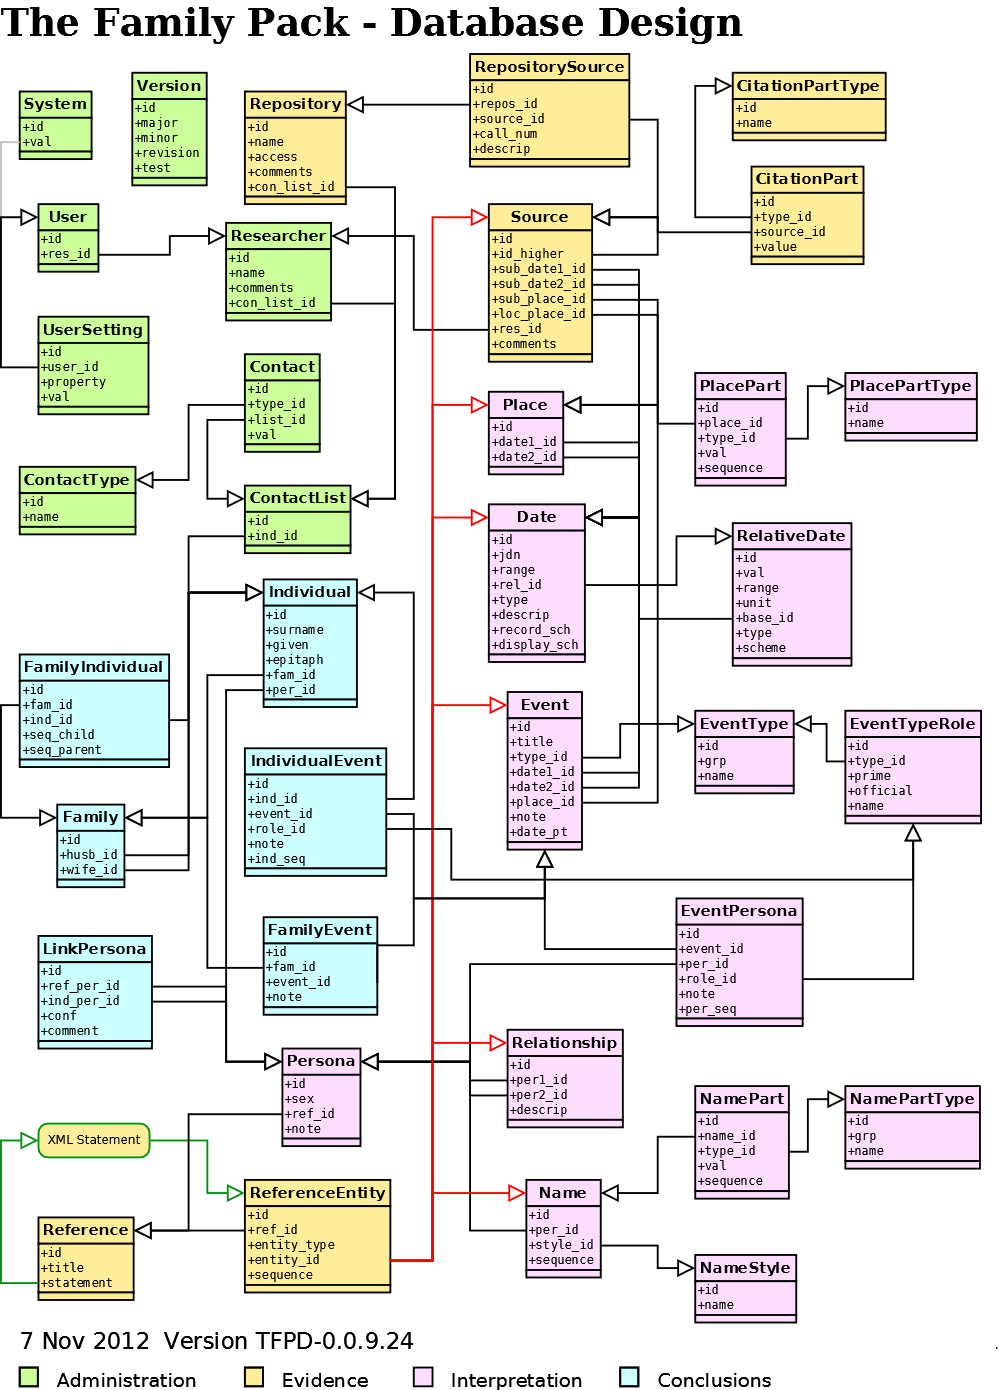 The Family Pack - Database Design
System
+id
+val
Version
+id
+major
+minor
+revision
+test
Repository
+id
+name
+access
+comments
+con_list_id
RepositorySource
+id
+repos_id
+source_id
+call_num
+descrip
CitationPartType
+id
+name
CitationPart
+id
+type_id
+source_id
+value
User
+id
+res_id
Researcher
+id
+name
+comments
+con_list_id
Source
+id
+id_higher
+sub_date1_id
+sub_date2_id
+sub_place_id
+loc_place_id
+res_id
+comments
UserSetting
+id
+user_id
+property
+val
Contact
+id
+type_id
+list_id
+val
Place
+id
+date1_id
+date2_id
PlacePart
+id
+place_id
+type_id
+val
+sequence
PlacePartType
+id
+name
ContactType
+id
+name
ContactList
+id
+ind_id
Date
+id
+jdn
+range
+rel_id
+type
+descrip
+record_sch
+display_sch
RelativeDate
+id
+val
+range
+unit
+base_id
+type
+scheme
Individual
+id
+surname
+given
+epitaph
+fam_id
+per_id
FamilyIndividual
+id
+fam_id
+ind_id
+seq_child
+seq_parent
Event
+id
+title
+type_id
+date1_id
+date2_id
+place_id
+note
+date_pt
EventType
+id
+grp
+name
EventTypeRole
+id
+type_id
+prime
+official
+name
IndividualEvent
+id
+ind_id
+event_id
+role_id
+note
+ind_seq
Family
+id
+husb_id
+wife_id
EventPersona
+id
+event_id
+per_id
+role_id
+note
+per_seq
FamilyEvent
+id
+fam_id
+event_id
+note
LinkPersona
+id
+ref_per_id
+ind_per_id
+conf
+comment
Persona
+id
+sex
+ref_id
+note
Relationship
+id
+per1_id
+per2_id
+descrip
NamePart
+id
+name_id
+type_id
+val
+sequence
NamePartType
+id
+grp
+name
XML Statement
ReferenceEntity
+id
+ref_id
+entity_type
+entity_id
+sequence
Name
+id
+per_id
+style_id
+sequence
Reference
+id
+title
+statement
NameStyle
+id
+name
7 Nov 2012  Version TFPD-0.0.9.24
Administration
Evidence
Interpretation
Conclusions